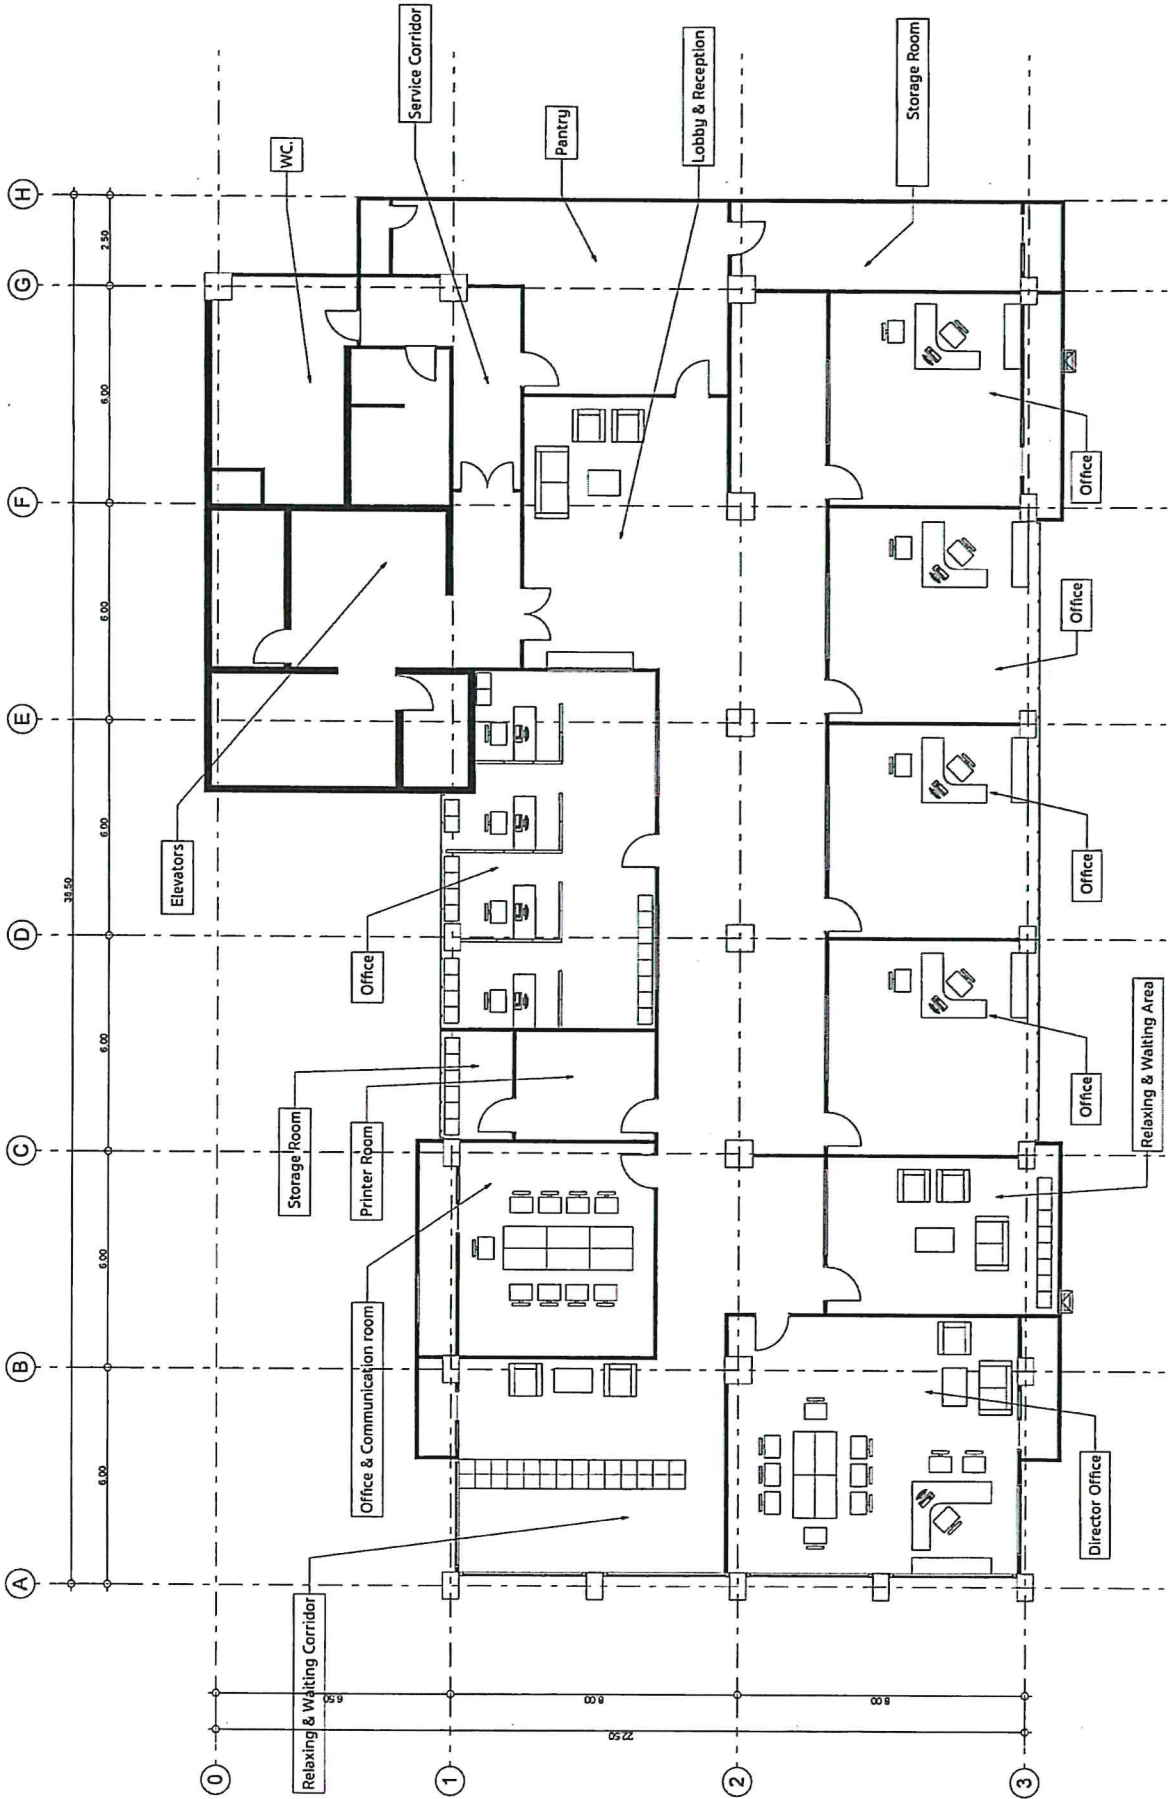 A
B
C
D
E
F
G
H
38.50
6.00
6.00
6.00
6.00
6.00
6.00
2.50
Relaxing & Waiting Corridor
Office & Communication room
Storage Room
Printer Room
Office
Elevators
WC.
Service Corridor
Pantry
Lobby & Reception
Storage Room
Director Office
Relaxing & Waiting Area
Office
Office
Office
Office
0
1
2
3
6.50
8.00
8.00
22.50